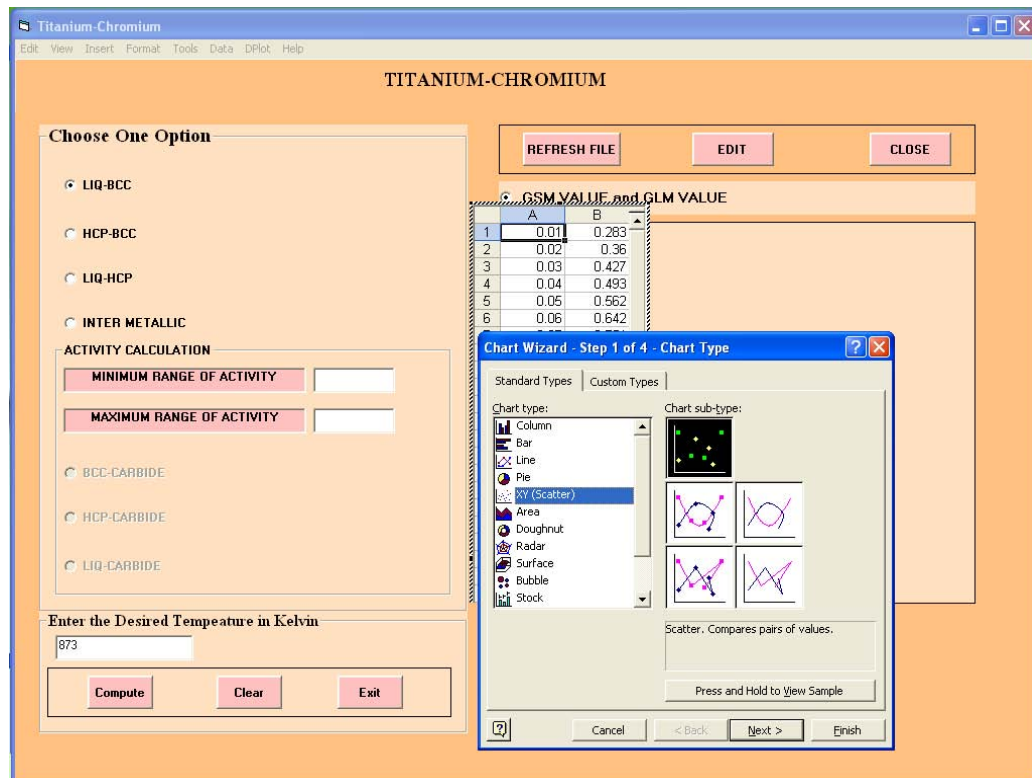 Titanium-Chromium
Edit View Insert Format Tools Data DPlot Help
TITANIUM-CHROMIUM
Choose One Option
LIQ-BCC
HCP-BCC
LIQ-HCP
INTER METALLIC
ACTIVITY CALCULATION
MINIMUM RANGE OF ACTIVITY
MAXIMUM RANGE OF ACTIVITY
BCC-CARBIDE
HCP-CARBIDE
LIQ-CARBIDE
Enter the Desired Tempeature in Kelvin
873
Compute Clear Exit
REFRESH FILE EDIT CLOSE
GSM VALUE and GLM VALUE
A B
1 0.01 0.283
2 0.02 0.36
3 0.03 0.427
4 0.04 0.493
5 0.05 0.562
6 0.06 0.642
Chart Wizard - Step 1 of 4 - Chart Type
Standard Types Custom Types
Chart type:
Column
Bar
Line
Pie
XY (Scatter)
Area
Doughnut
Radar
Surface
Bubble
Stock
Chart sub-type:
Scatter. Compares pairs of values.
Press and Hold to View Sample
Cancel < Back Next > Finish